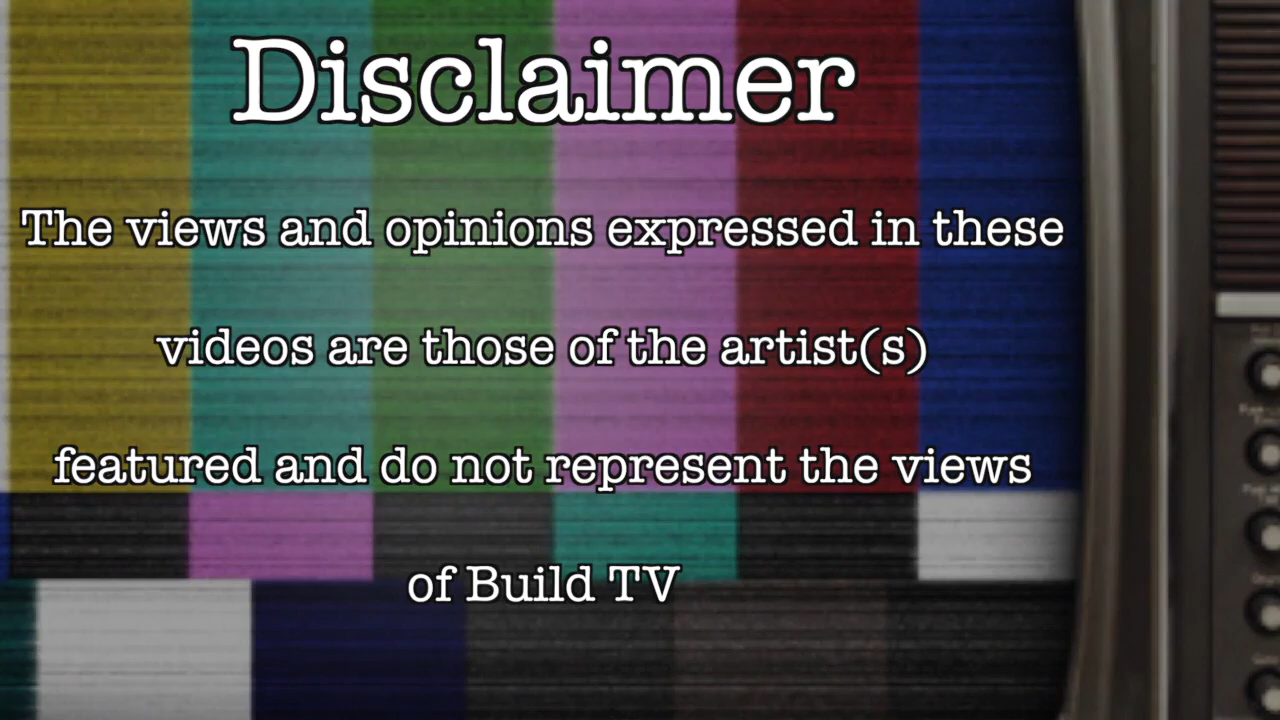 Disclaimer
The views and opinions expressed in these
videos are those of the artist(s)
featured and do not represent the views
of Build TV